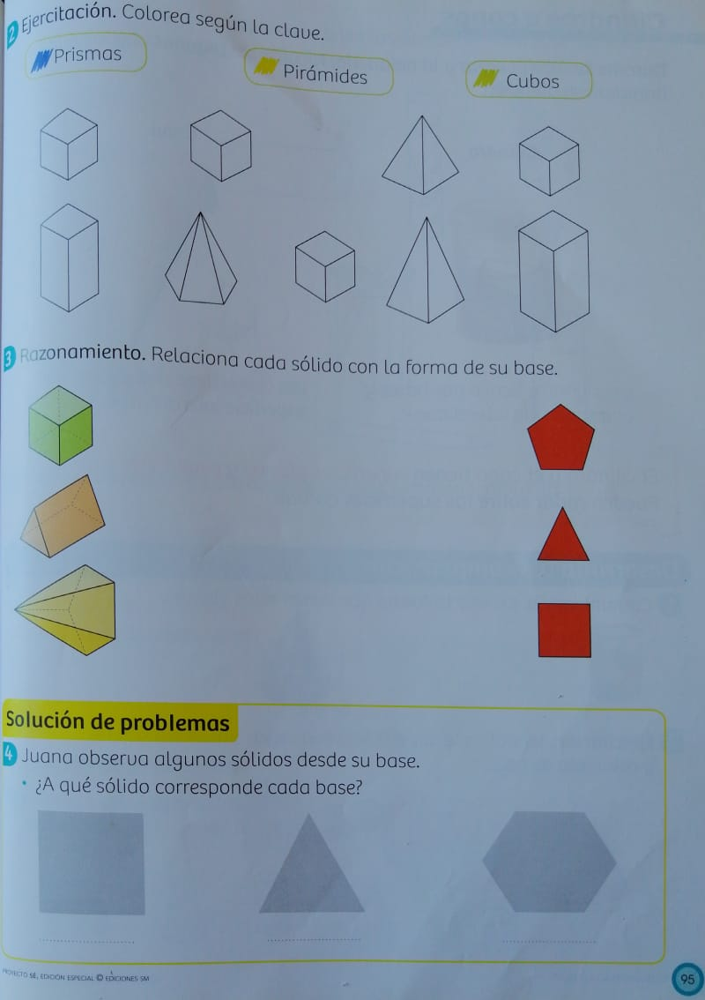 2 Ejercitación. Colorea según la clave.
Prismas
Pirámides
Cubos
3 Razonamiento. Relaciona cada sólido con la forma de su base.
Solución de problemas
4 Juana observa algunos sólidos desde su base.
• ¿A qué sólido corresponde cada base?
PROYECTO SÉ, EDICIÓN ESPECIAL © EDICIONES SM
95